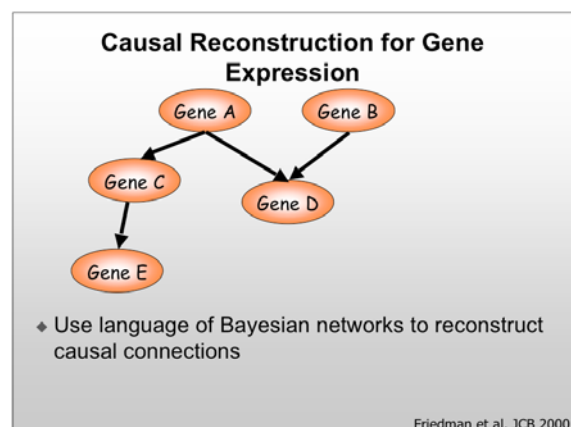 Causal Reconstruction for Gene
Expression
Gene A
Gene B
Gene C
Gene D
Gene E
Use language of Bayesian networks to reconstruct
causal connections
Friedman et al, JCB 2000